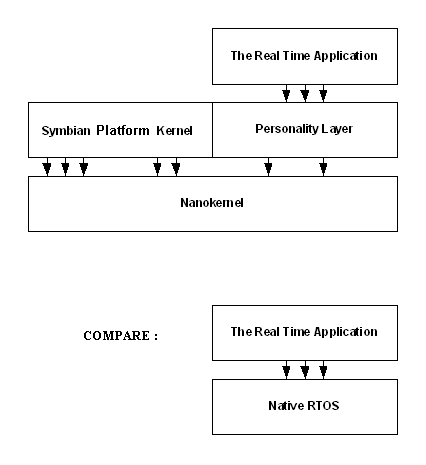 The Real Time Application
Symbian Platform Kernel
Personality Layer
Nanokernel
COMPARE :
The Real Time Application
Native RTOS